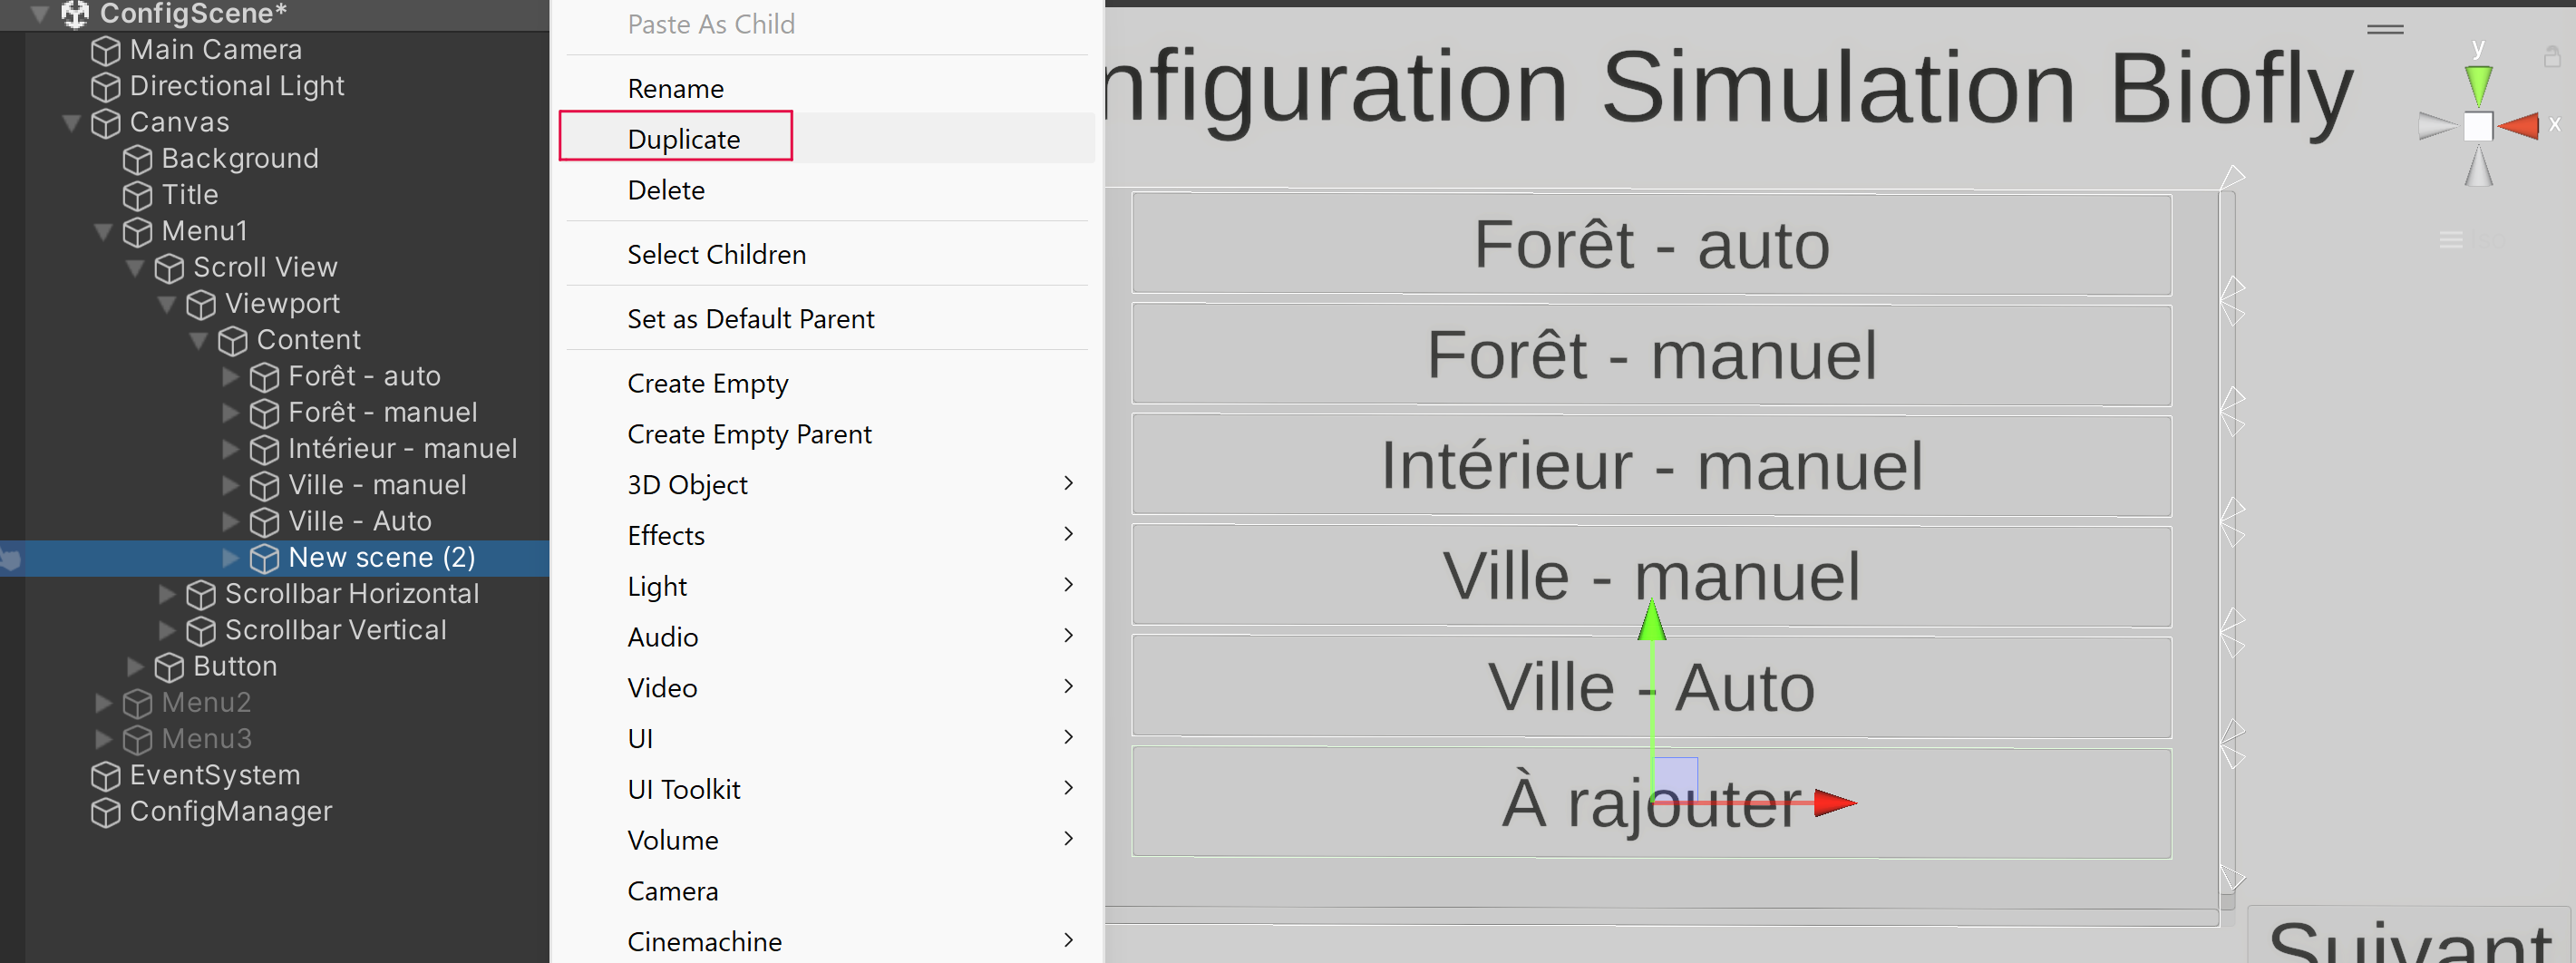 ConfigScene*
Main Camera
Directional Light
Canvas
Background
Title
Menu1
Scroll View
Viewport
Content
Forêt - auto
Forêt - manuel
Intérieur - manuel
Ville - manuel
Ville - Auto
New scene (2)
Scrollbar Horizontal
Scrollbar Vertical
Button
Menu2
Menu3
EventSystem
ConfigManager
Paste As Child
Rename
Duplicate
Delete
Select Children
Set as Default Parent
Create Empty
Create Empty Parent
3D Object
Effects
Light
Audio
Video
UI
UI Toolkit
Volume
Camera
Cinemachine
nfiguration Simulation Biofly
Forêt - auto
Forêt - manuel
Intérieur - manuel
Ville - manuel
Ville - Auto
À rajouter
Suivant
y
x